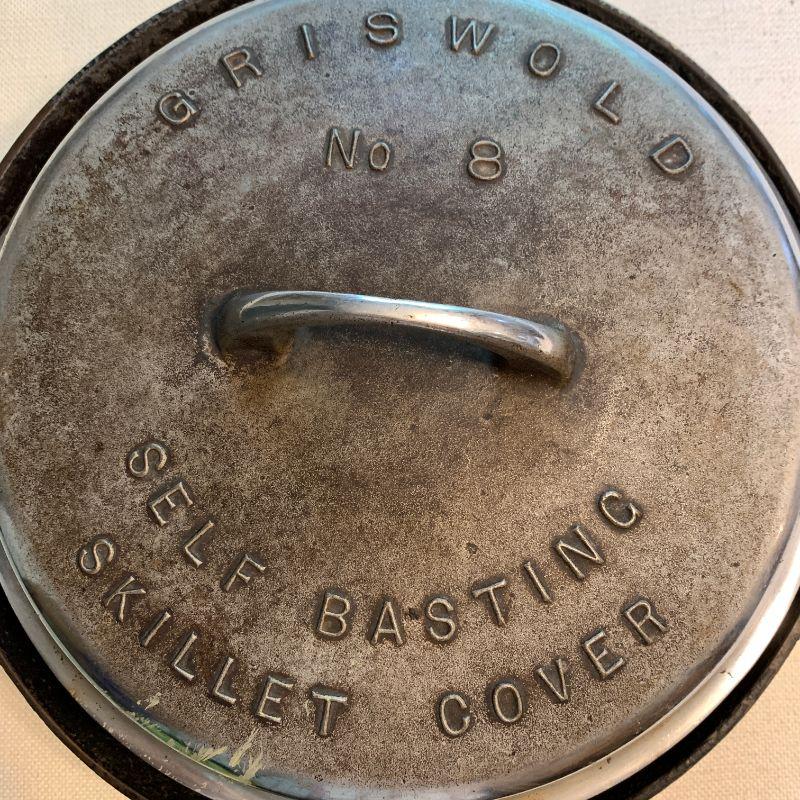 GRISWOLD
No 8
SELF BASTING
SKILLET COVER